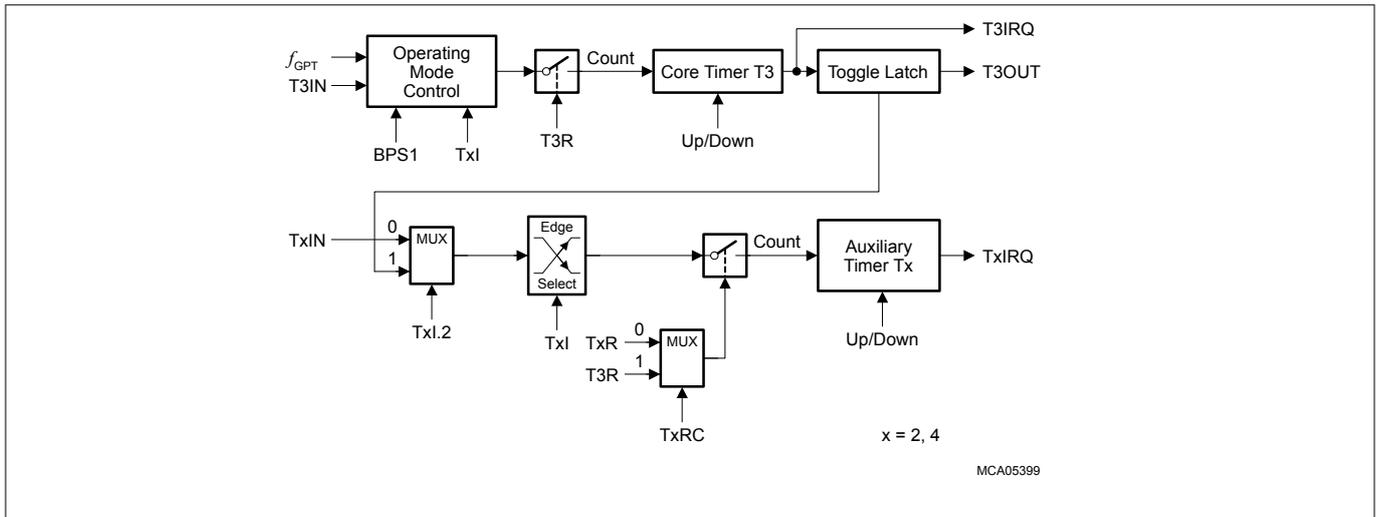 T3IRQ
fGPT
T3IN
Operating
Mode
Control
Count
Core Timer T3
Toggle Latch
T3OUT
BPS1
TxI
T3R
Up/Down
TxIN
0
1
MUX
TxI.2
Edge
Select
TxI
Count
Auxiliary
Timer Tx
TxIRQ
Up/Down
TxR
0
T3R
1
MUX
TxRC
x = 2, 4
MCA05399